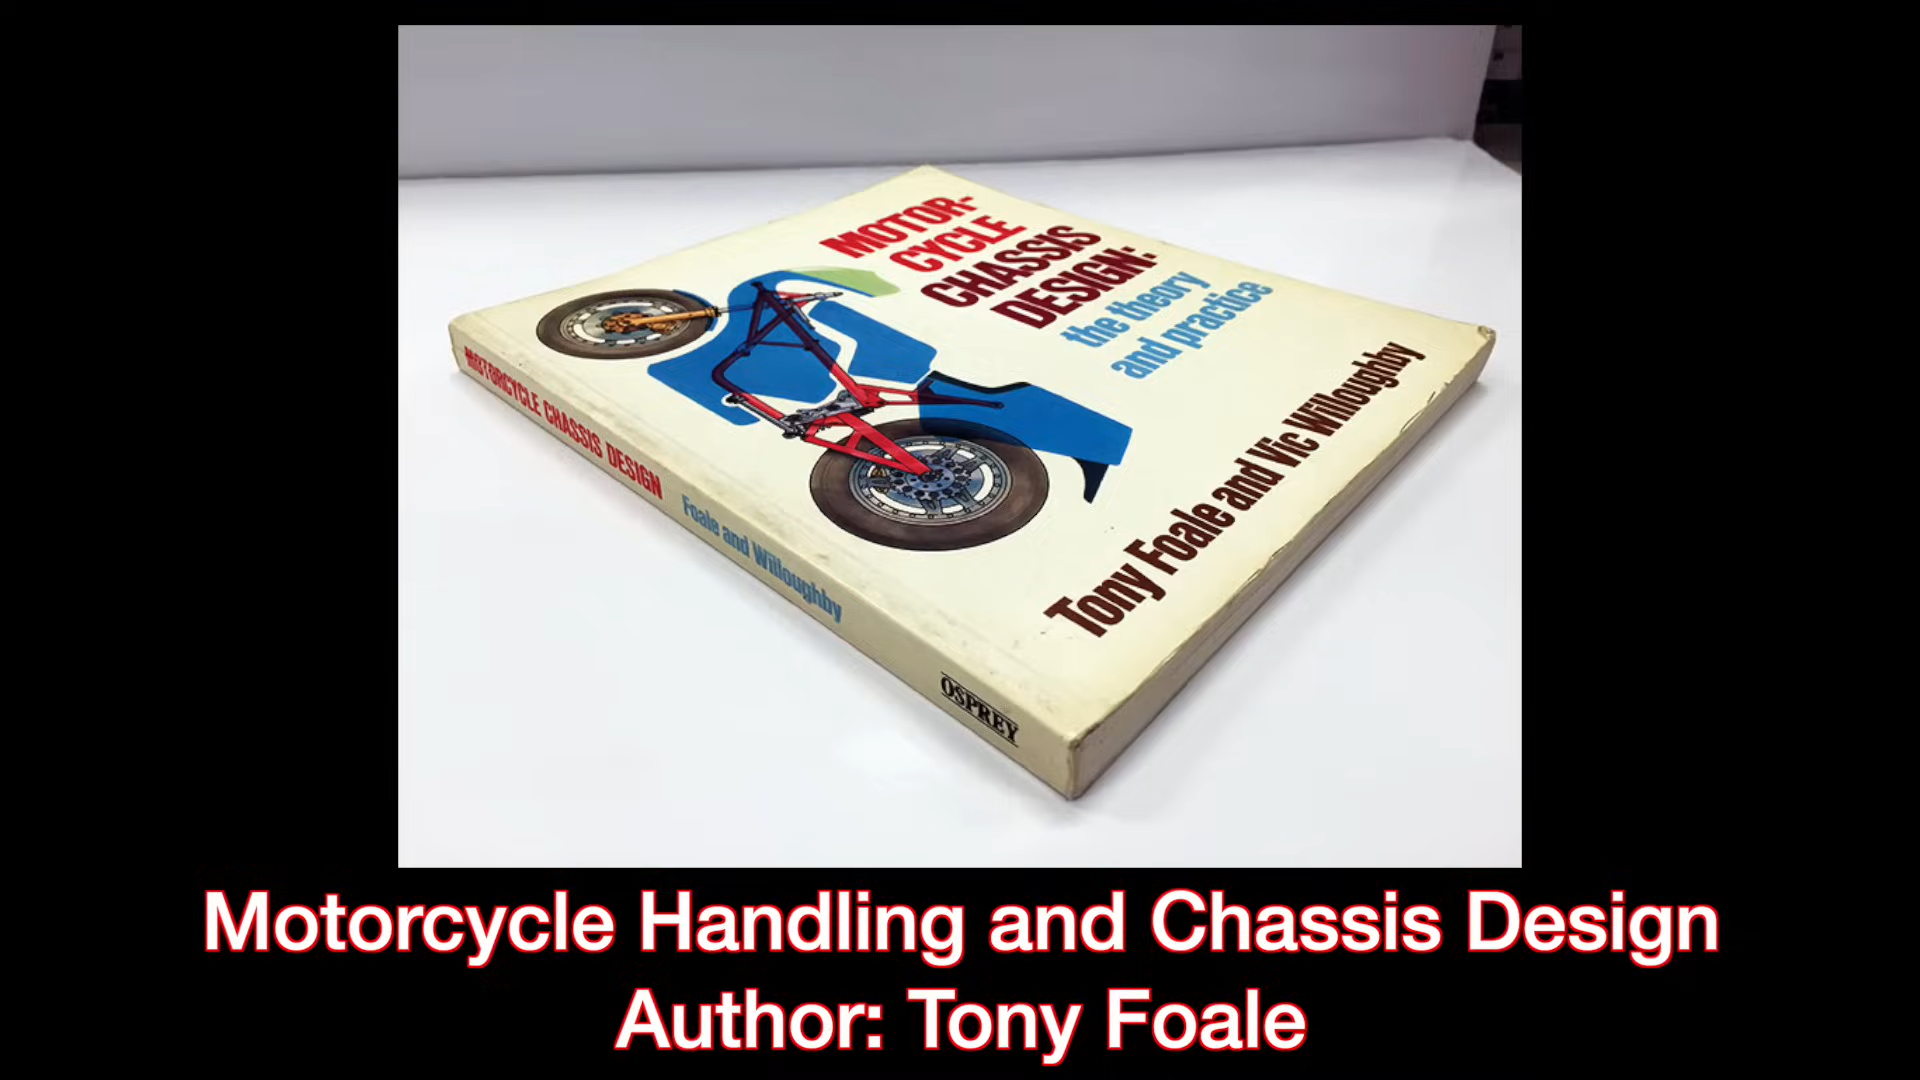 MOTOR-
CYCLE
CHASSIS
DESIGN:
the theory
and practice
Tony Foale and Vic Willoughby
MOTORCYCLE CHASSIS DESIGN Foale and Willoughby OSPREY
Motorcycle Handling and Chassis Design
Author: Tony Foale